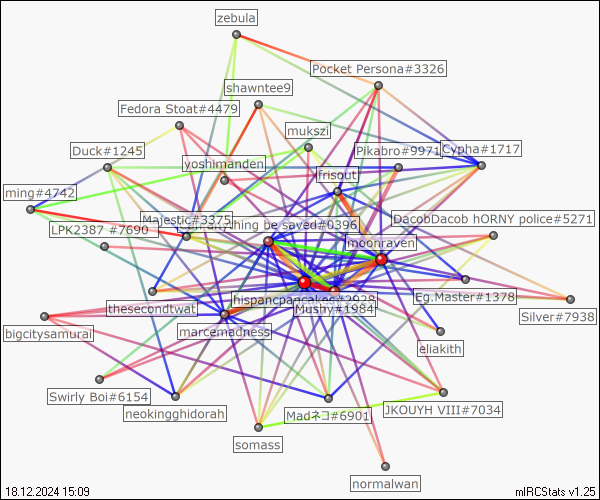 zebula
Pocket Persona#3326
shawntee9
Fedora Stoat#4479
mukszi
Duck#1245
yoshimanden
Pikabro#9971
Cypha#1717
frisout
ming#4742
Majestic#3375
anything be sayed#0396
DacobDacob hORNY police#5271
LPK2387 #7690
moonraven
hispancpancakes#3928
Eg.Master#1378
thesecondtwat
Mushy#1984
Silver#7938
bigcitysamurai
marcemadness
eliakith
Swirly Boi#6154
neokingghidorah
Madネコ#6901
JKOUYH VIII#7034
somass
normalwan
18.12.2024 15:09
mIRCStats v1.25